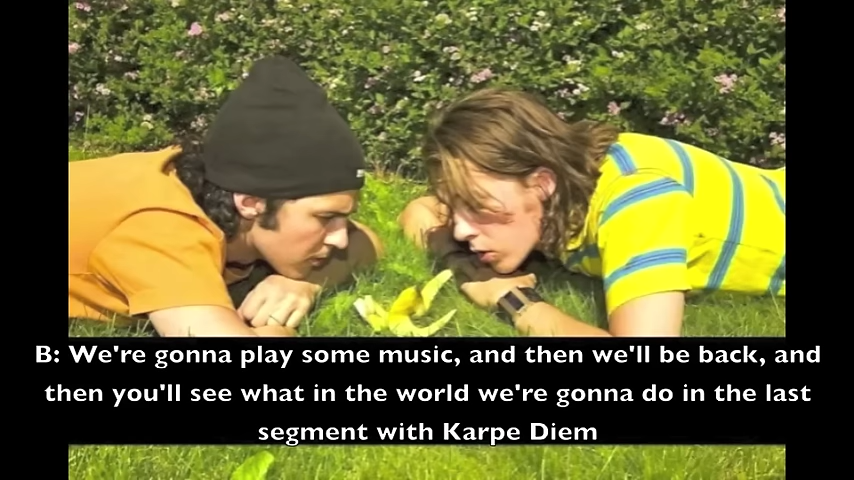 B: We're gonna play some music, and then we'll be back, and
then you'll see what in the world we're gonna do in the last
segment with Karpe Diem